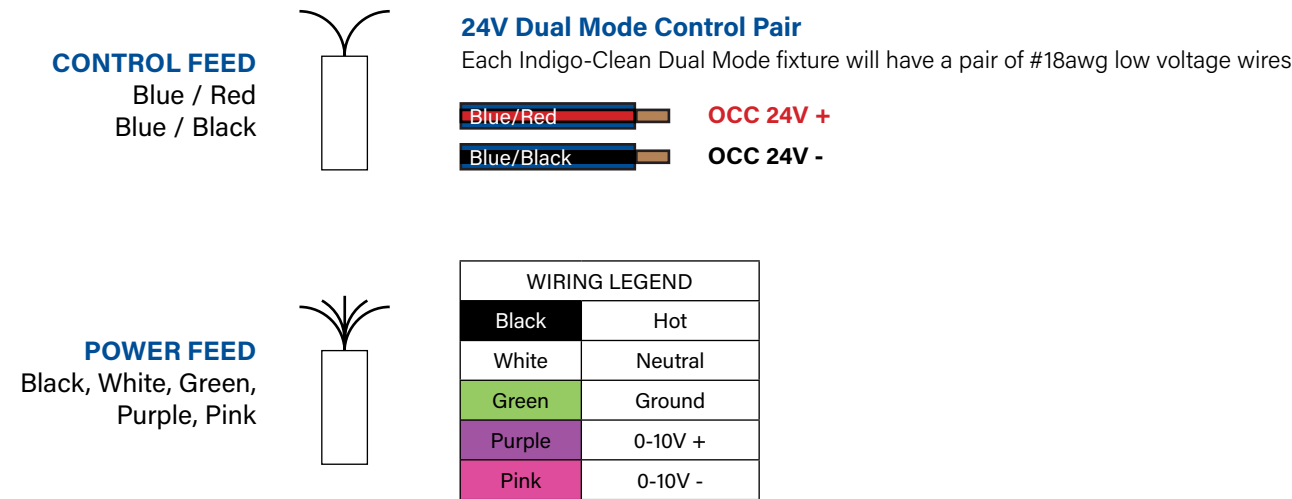 CONTROL FEED
Blue / Red
Blue / Black
24V Dual Mode Control Pair
Each Indigo-Clean Dual Mode fixture will have a pair of #18awg low voltage wires
Blue/Red OCC 24V +
Blue/Black OCC 24V -
POWER FEED
Black, White, Green,
Purple, Pink
WIRING LEGEND
Black Hot
White Neutral
Green Ground
Purple 0-10V +
Pink 0-10V -